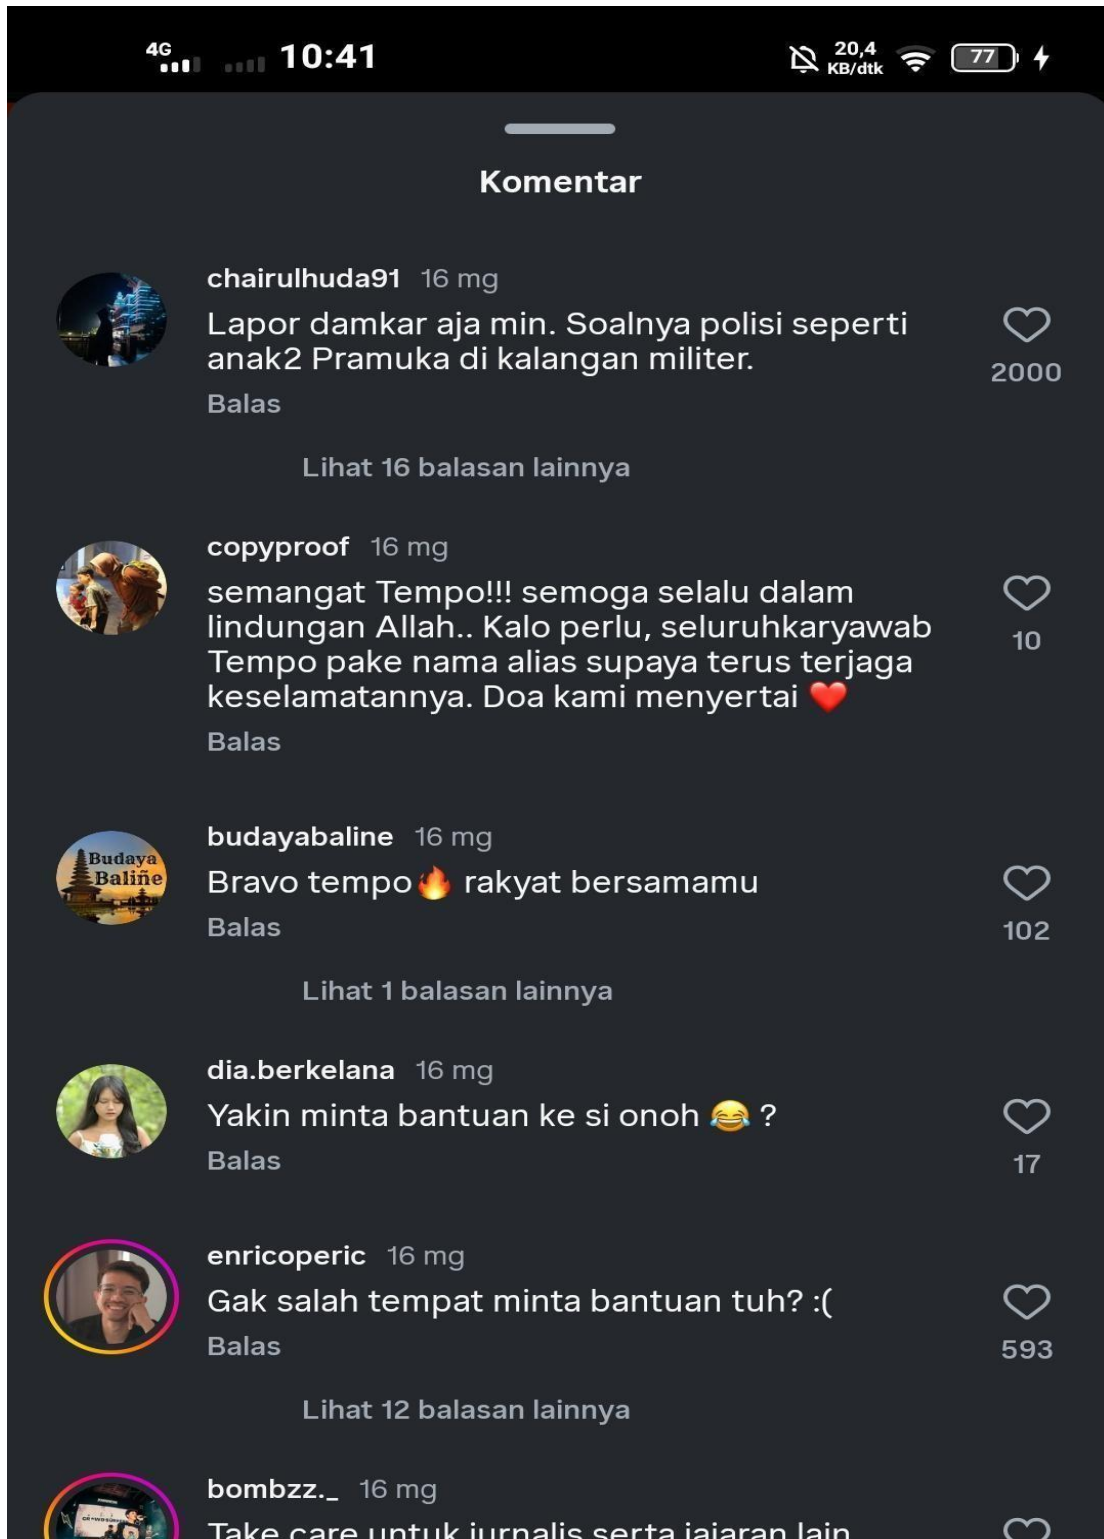 4G 10:41 20,4 KB/dtk 77
Komentar
chairulhuda91 16 mg
Lapor damkar aja min. Soalnya polisi seperti
anak2 Pramuka di kalangan militer.
2000
Balas
Lihat 16 balasan lainnya
copyproof 16 mg
semangat Tempo!!! semoga selalu dalam
lindungan Allah.. Kalo perlu, seluruhkaryawab
10
Tempo pake nama alias supaya terus terjaga
keselamatannya. Doa kami menyertai ❤️
Balas
Budaya
Baliñe
budayabaline 16 mg
Bravo tempo🔥 rakyat bersamamu
Balas
102
Lihat 1 balasan lainnya
dia.berkelana 16 mg
Yakin minta bantuan ke si onoh 😂 ?
Balas
17
enricoperic 16 mg
Gak salah tempat minta bantuan tuh? :(
Balas
593
Lihat 12 balasan lainnya
bombzz._ 16 mg
Take care untuk jurnalis serta jajaran lain